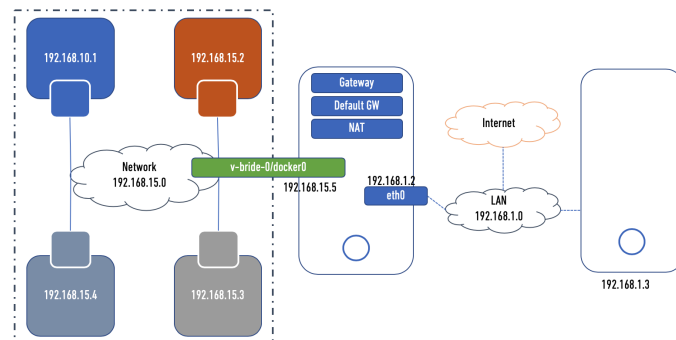 192.168.10.1
192.168.15.2
Gateway
Default GW
NAT
Internet
Network
192.168.15.0
v-bride-0/docker0
192.168.15.5
192.168.1.2
eth0
LAN
192.168.1.0
192.168.15.4
192.168.15.3
192.168.1.3